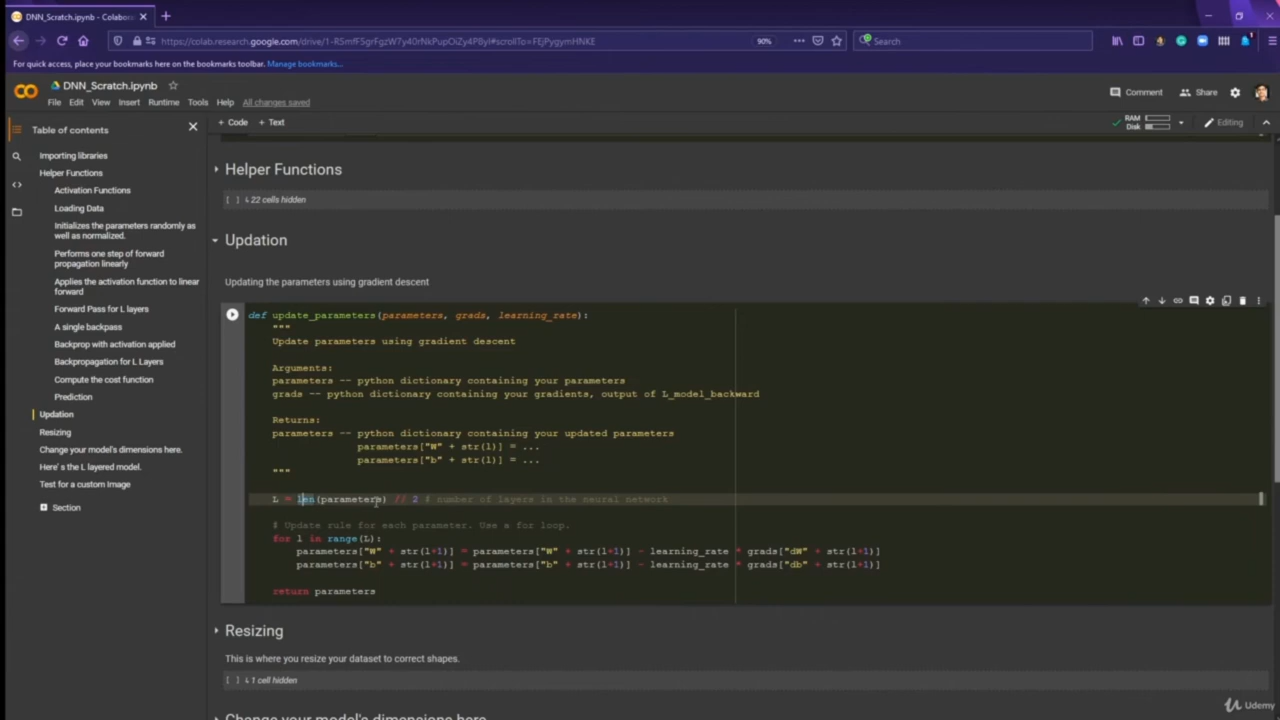 DNN_Scratch.ipynb - Colabora
https://colab.research.google.com/drive/1-RSmfF5grFgzW7y40rNkPupOiZy4PByI#scrollTo=FEjPygymHNKE
90%
Search
For quick access, place your bookmarks here on the bookmarks toolbar. Manage bookmarks...
DNN_Scratch.ipynb
File Edit View Insert Runtime Tools Help All changes saved
Comment Share
Table of contents
+ Code + Text
RAM
Disk
Editing
Importing libraries
Helper Functions
Activation Functions
Loading Data
Initializes the parameters randomly as
well as normalized.
Performs one step of forward
propagation linearly
Applies the activation function to linear
forward
Forward Pass for L layers
A single backpass
Backprop with activation applied
Backpropagation for L Layers
Compute the cost function
Prediction
Updation
Resizing
Change your model's dimensions here.
Here' s the L layered model.
Test for a custom Image
Section
Helper Functions
[ ] ↳ 22 cells hidden
Updation
Updating the parameters using gradient descent
def update_parameters(parameters, grads, learning_rate):
"""
Update parameters using gradient descent
Arguments:
parameters -- python dictionary containing your parameters
grads -- python dictionary containing your gradients, output of L_model_backward
Returns:
parameters -- python dictionary containing your updated parameters
parameters["W" + str(l)] = ...
parameters["b" + str(l)] = ...
"""
L = len(parameters) // 2 # number of layers in the neural network
# Update rule for each parameter. Use a for loop.
for l in range(L):
parameters["W" + str(l+1)] = parameters["W" + str(l+1)] - learning_rate * grads["dW" + str(l+1)]
parameters["b" + str(l+1)] = parameters["b" + str(l+1)] - learning_rate * grads["db" + str(l+1)]
return parameters
Resizing
This is where you resize your dataset to correct shapes.
[ ] ↳ 1 cell hidden
Change your model's dimensions here
Udemy